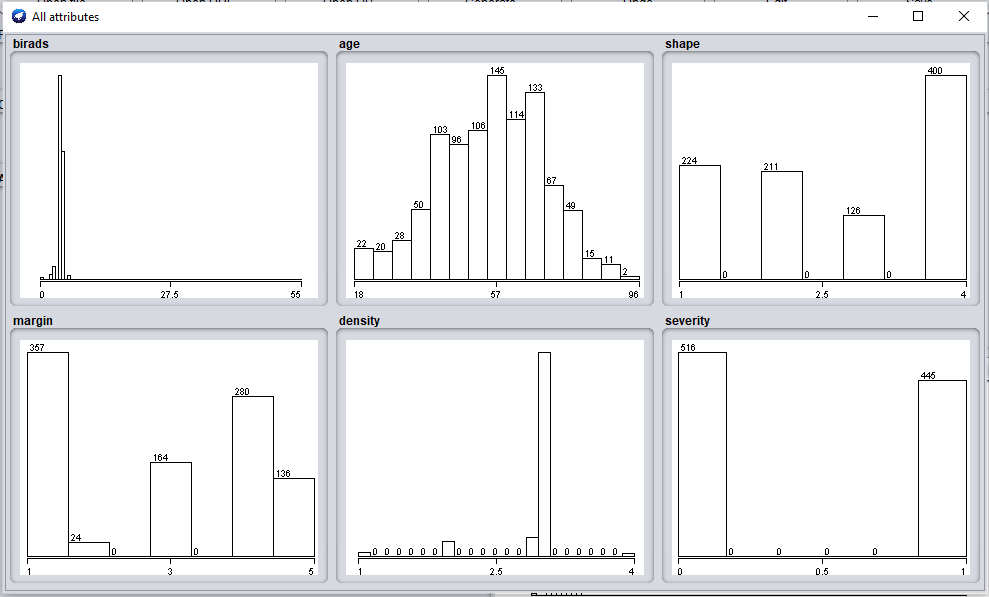 All attributes
birads
0 27.5 55
age
22 20 28 50 103 96 106 145 114 133 67 49 15 11 2
18 57 96
shape
224 0 211 0 126 0 400
1 2.5 4
margin
357 24 0 164 0 280 136
1 3 5
density
0 0 0 0 0 0 0 0 0 0 0 0 0 0 0 0 0 0
1 2.5 4
severity
516 0 0 0 0 445
0 0.5 1